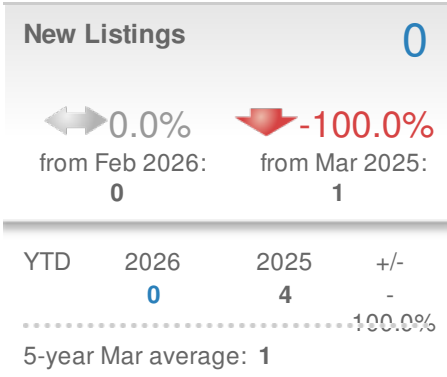 New Listings 0
0.0% -100.0%
from Feb 2026: from Mar 2025:
0 1
YTD 2026 2025 +/-
0 4 -
100.0%
5-year Mar average: 1